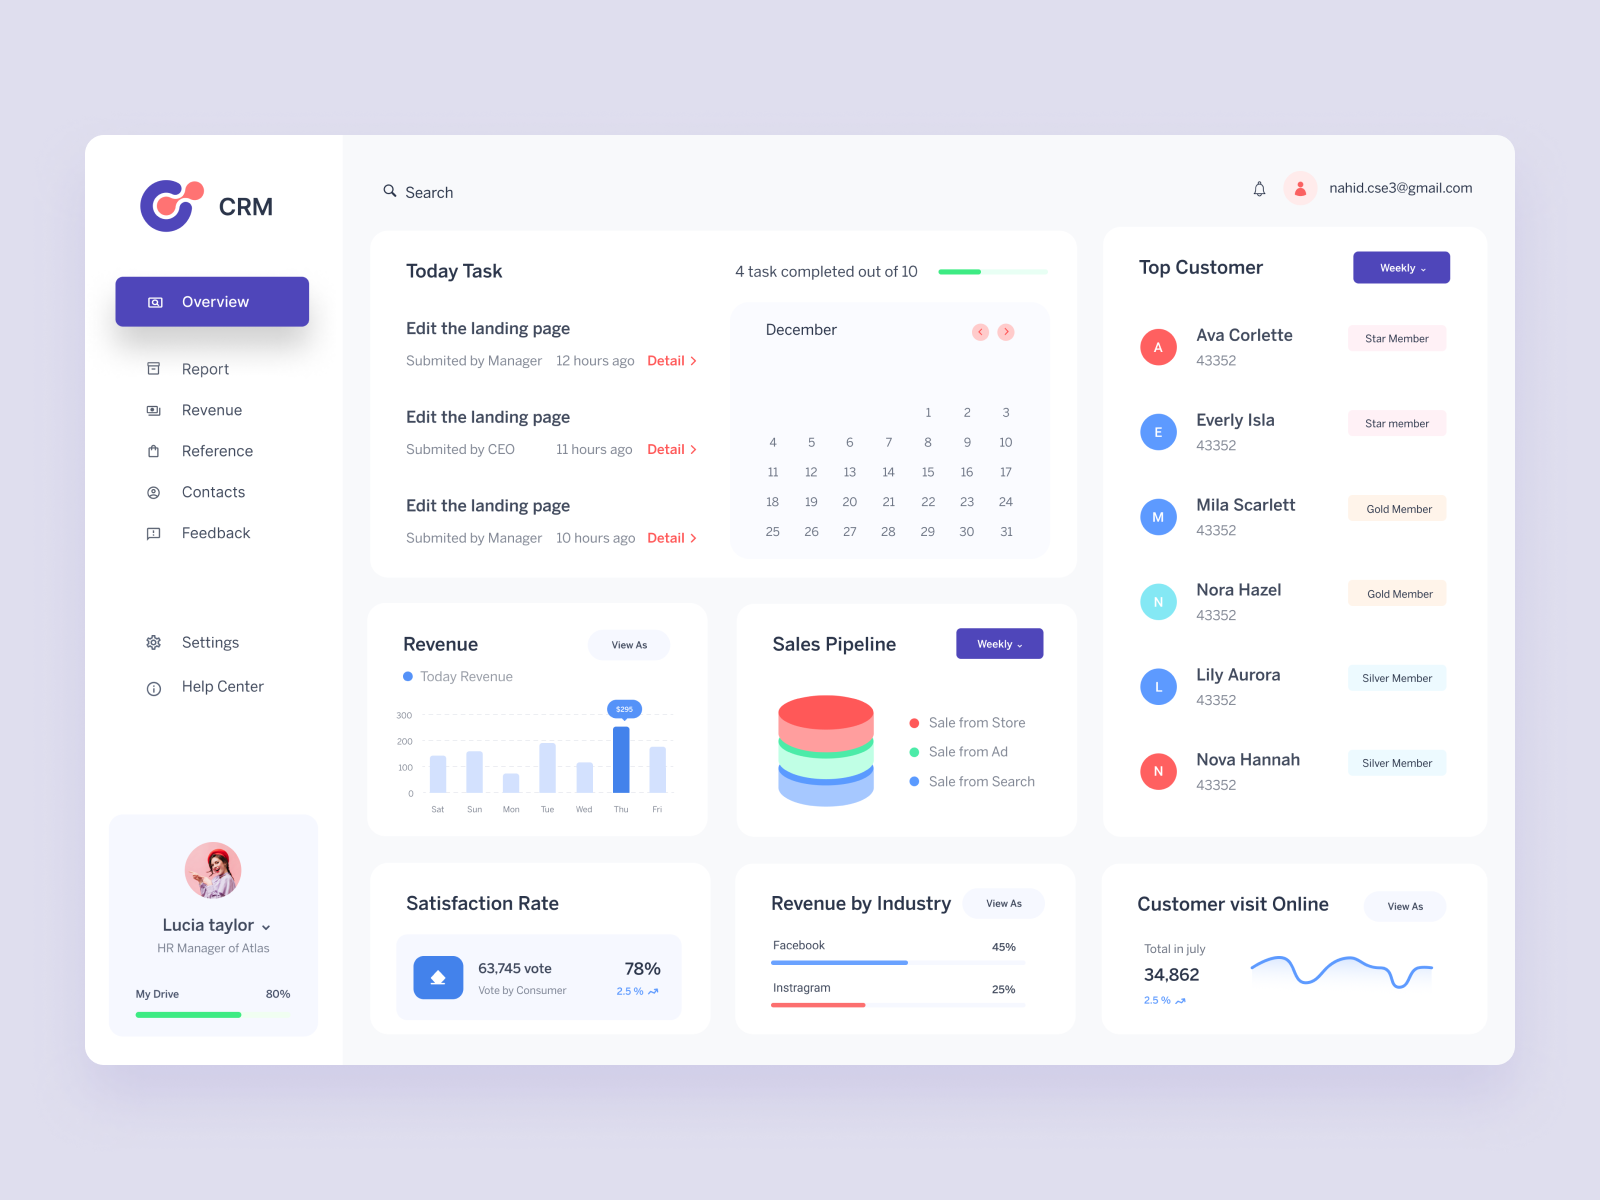 CRM
Overview
Report
Revenue
Reference
Contacts
Feedback
Settings
Help Center
Lucia taylor
HR Manager of Atlas
My Drive 80%
Search
nahid.cse3@gmail.com
Today Task
4 task completed out of 10
Edit the landing page
Submited by Manager 12 hours ago Detail
Edit the landing page
Submited by CEO 11 hours ago Detail
Edit the landing page
Submited by Manager 10 hours ago Detail
December
1 2 3
4 5 6 7 8 9 10
11 12 13 14 15 16 17
18 19 20 21 22 23 24
25 26 27 28 29 30 31
Top Customer
Weekly
A
Ava Corlette
43352
Star Member
E
Everly Isla
43352
Star member
M
Mila Scarlett
43352
Gold Member
N
Nora Hazel
43352
Gold Member
L
Lily Aurora
43352
Silver Member
N
Nova Hannah
43352
Silver Member
Revenue
View As
Today Revenue
$295
300
200
100
0
Sat Sun Mon Tue Wed Thu Fri
Sales Pipeline
Weekly
Sale from Store
Sale from Ad
Sale from Search
Satisfaction Rate
63,745 vote
Vote by Consumer
78%
2.5 %
Revenue by Industry
View As
Facebook 45%
Instragram 25%
Customer visit Online
View As
Total in july
34,862
2.5 %